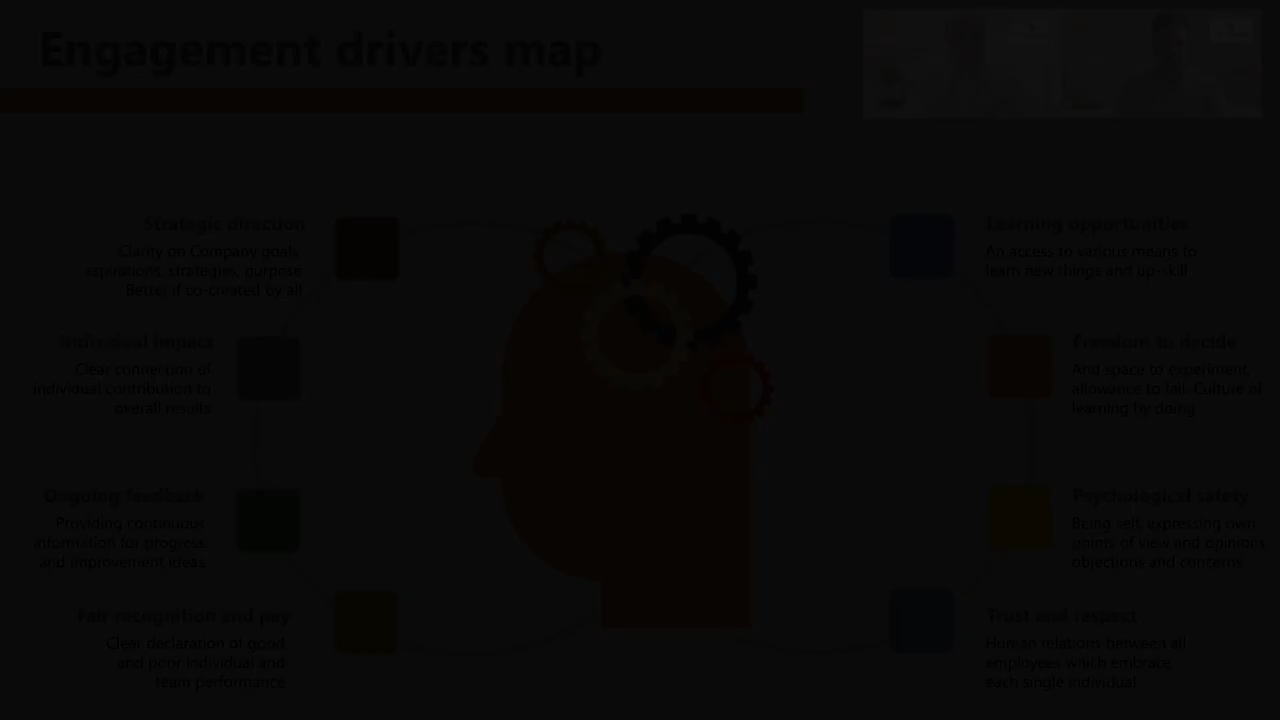 Engagement drivers map
Strategic direction
Clarity on Company goals,
aspirations, strategies, purpose
Better if co-created by all
Individual impact
Clear connection of
individual contribution to
overall results
Ongoing feedback
Providing continuous
information for progress
and improvement ideas
Fair recognition and pay
Clear declaration of good
and poor individual and
team performance
Learning opportunities
An access to various means to
learn new things and up-skill
Freedom to decide
And space to experiment,
allowance to fail. Culture of
learning by doing
Psychological safety
Being self, expressing own
points of view and opinions,
objections and concerns
Trust and respect
Human relations between all
employees which embrace
each single individual